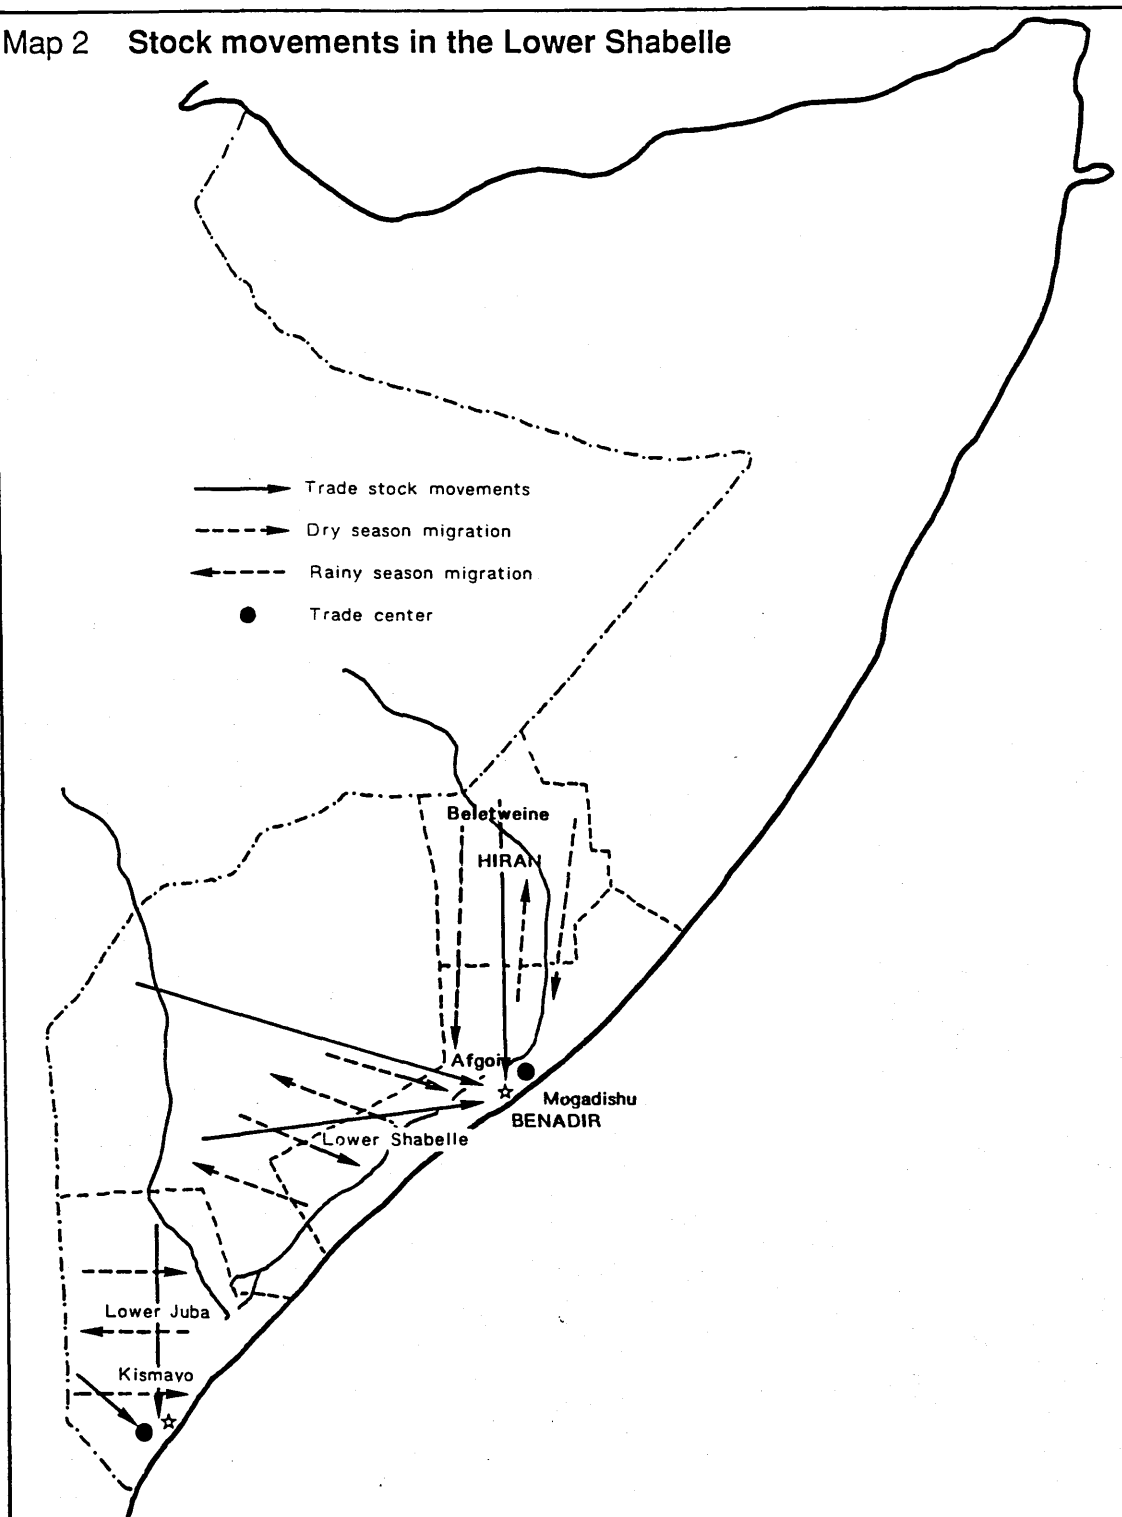 Map 2 Stock movements in the Lower Shabelle
Trade stock movements
Dry season migration
Rainy season migration
Trade center
Beletweine
HIRAN
Afgoi
Mogadishu
BENADIR
Lower Shabelle
Lower Juba
Kismayo